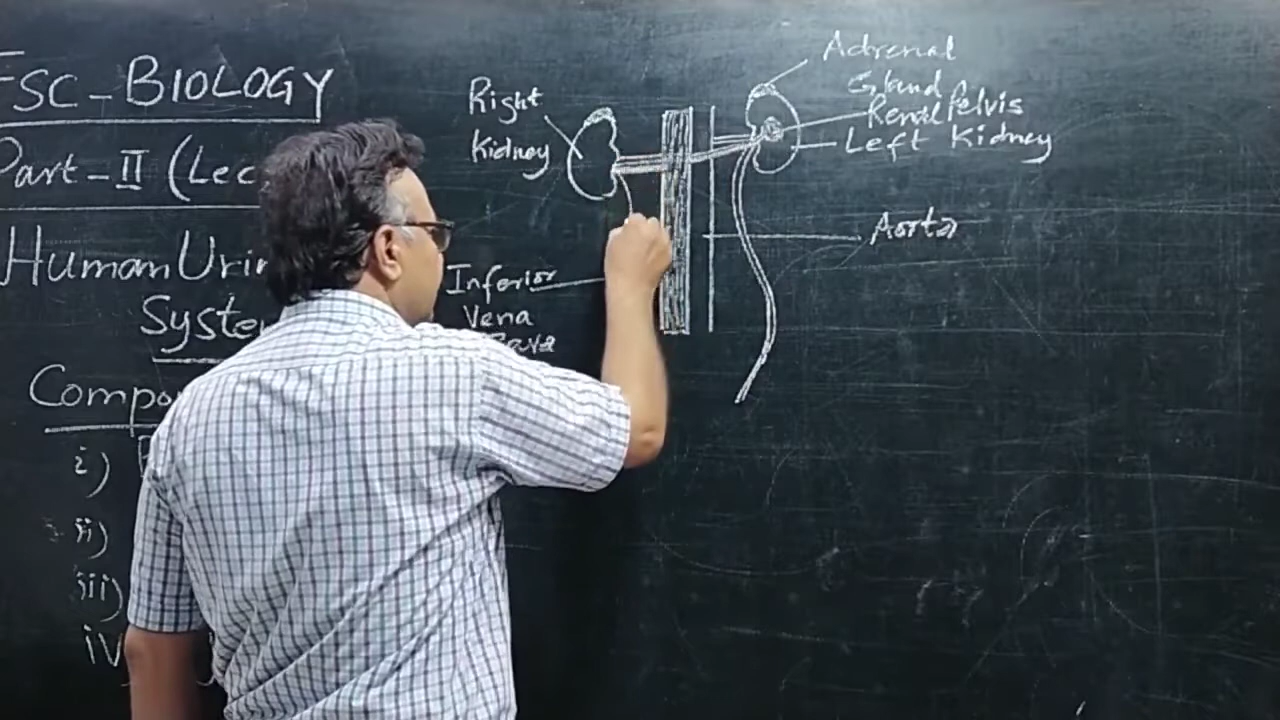 FSC-BIOLOGY
Part-II (Lec
Human Urin
System
Compo
i)
ii)
iii)
iv
Right
Kidney
Inferior
Vena
Adrenal
Gland
Renal Pelvis
Left Kidney
Aorta